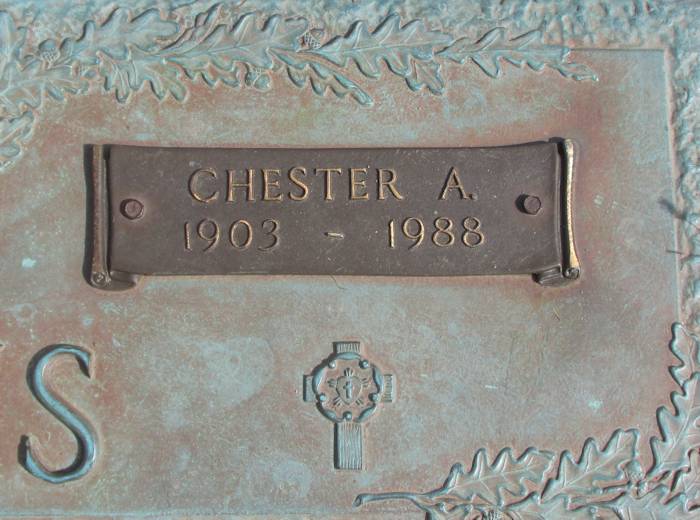 CHESTER A.
1903 - 1988
S